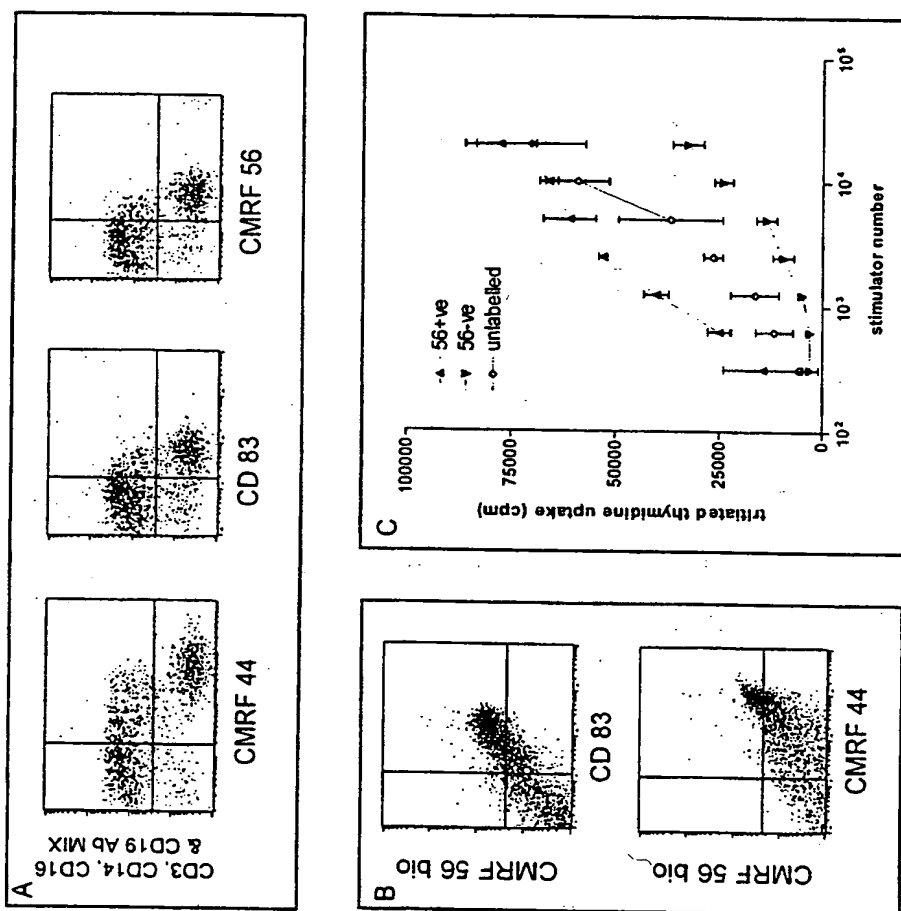 A
CD3, CD14, CD16
& CD19 Ab MIX
CMRF 44
CD 83
CMRF 56
B
CMRF 56 bio
CD 83
CMRF 56 bio
CMRF 44
C
tritiated thymidine uptake (cpm)
100000
75000
50000
25000
0
56+ve
56-ve
unlabelled
10²
10³
10⁴
10⁵
stimulator number